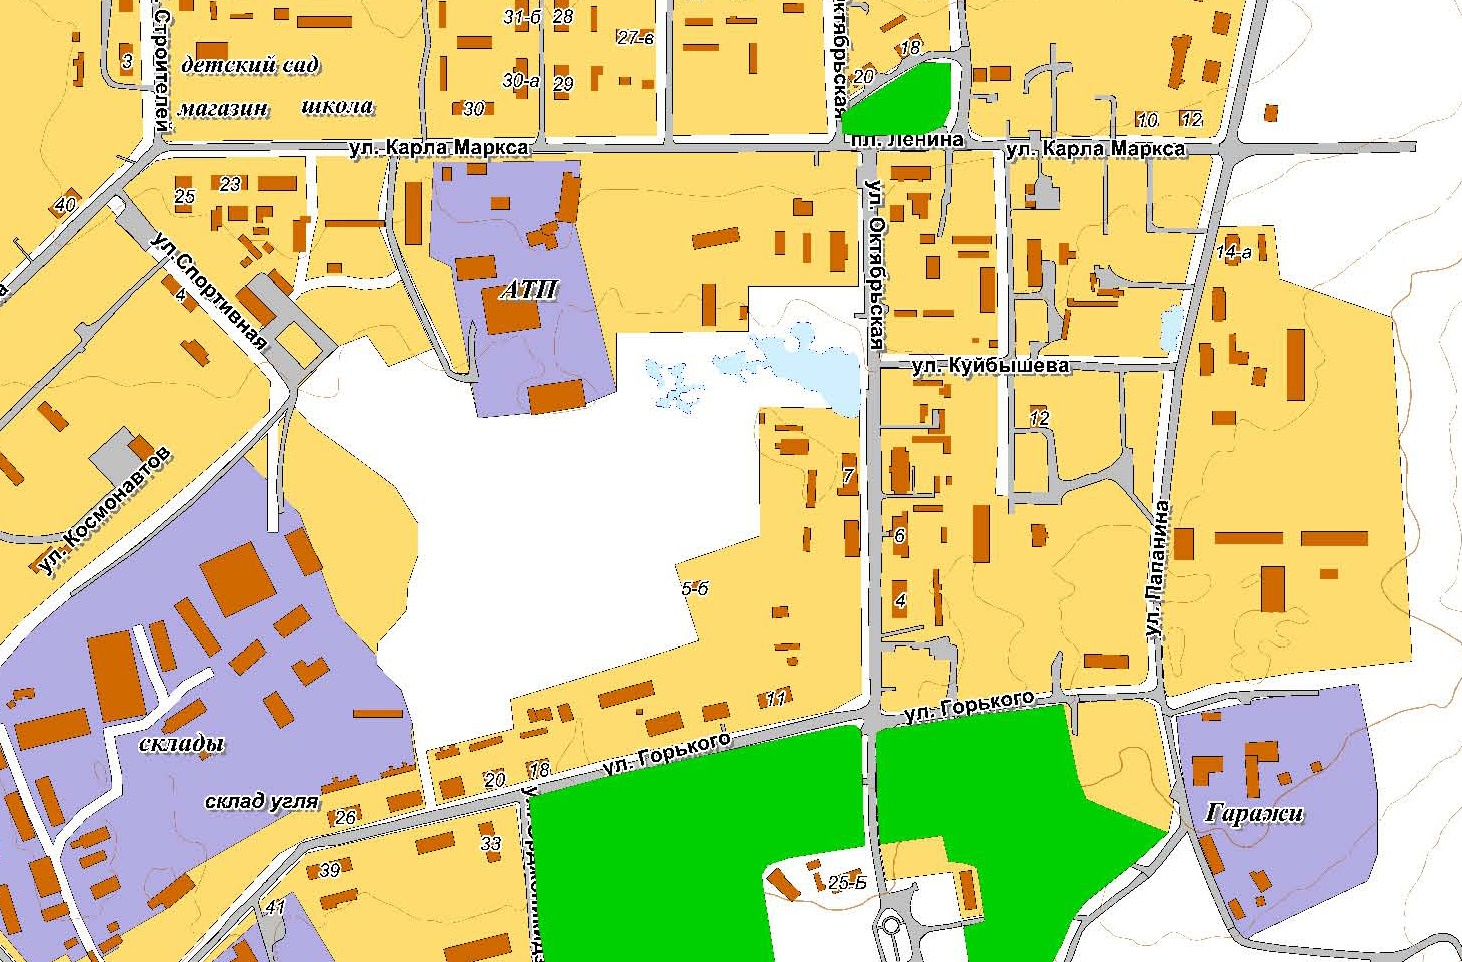 Строителей
31-б
28
27-в
3
детский сад
30-а
29
магазин школа
30
18
20
Октябрьская
10
12
ул. Карла Маркса
пл. Ленина
ул. Карла Маркса
40
25
23
ул. Спортивная
4
АТП
ул. Октябрьская
14-а
ул. Куйбышева
12
ул. Космонавтов
7
6
4
5-б
ул. Папанина
11
ул. Горького
ул. Горького
склады
склад угля
20
18
26
33
39
41
25-Б
Гаражи